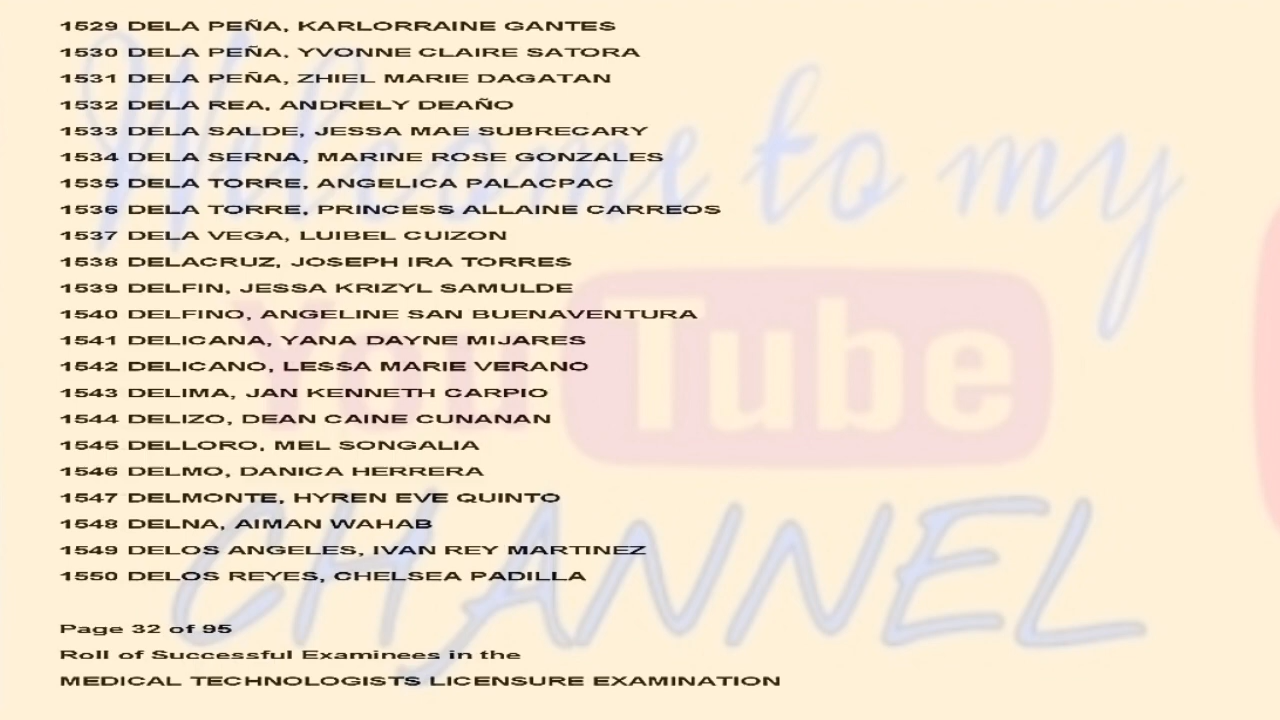 1529 DELA PEÑA, KARLORRAINE GANTES
1530 DELA PEÑA, YVONNE CLAIRE SATORA
1531 DELA PEÑA, ZHIEL MARIE DAGATAN
1532 DELA REA, ANDRELY DEAÑO
1533 DELA SALDE, JESSA MAE SUBRECARY
1534 DELA SERNA, MARINE ROSE GONZALES
1535 DELA TORRE, ANGELICA PALACPAC
1536 DELA TORRE, PRINCESS ALLAINE CARREOS
1537 DELA VEGA, LUIBEL CUIZON
1538 DELACRUZ, JOSEPH IRA TORRES
1539 DELFIN, JESSA KRIZYL SAMULDE
1540 DELFINO, ANGELINE SAN BUENAVENTURA
1541 DELICANA, YANA DAYNE MIJARES
1542 DELICANO, LESSA MARIE VERANO
1543 DELIMA, JAN KENNETH CARPIO
1544 DELIZO, DEAN CAINE CUNANAN
1545 DELLORO, MEL SONGALIA
1546 DELMO, DANICA HERRERA
1547 DELMONTE, HYREN EVE QUINTO
1548 DELNA, AIMAN WAHAB
1549 DELOS ANGELES, IVAN REY MARTINEZ
1550 DELOS REYES, CHELSEA PADILLA
Page 32 of 95
Roll of Successful Examinees in the
MEDICAL TECHNOLOGISTS LICENSURE EXAMINATION
Welcome to my
YouTube
CHANNEL